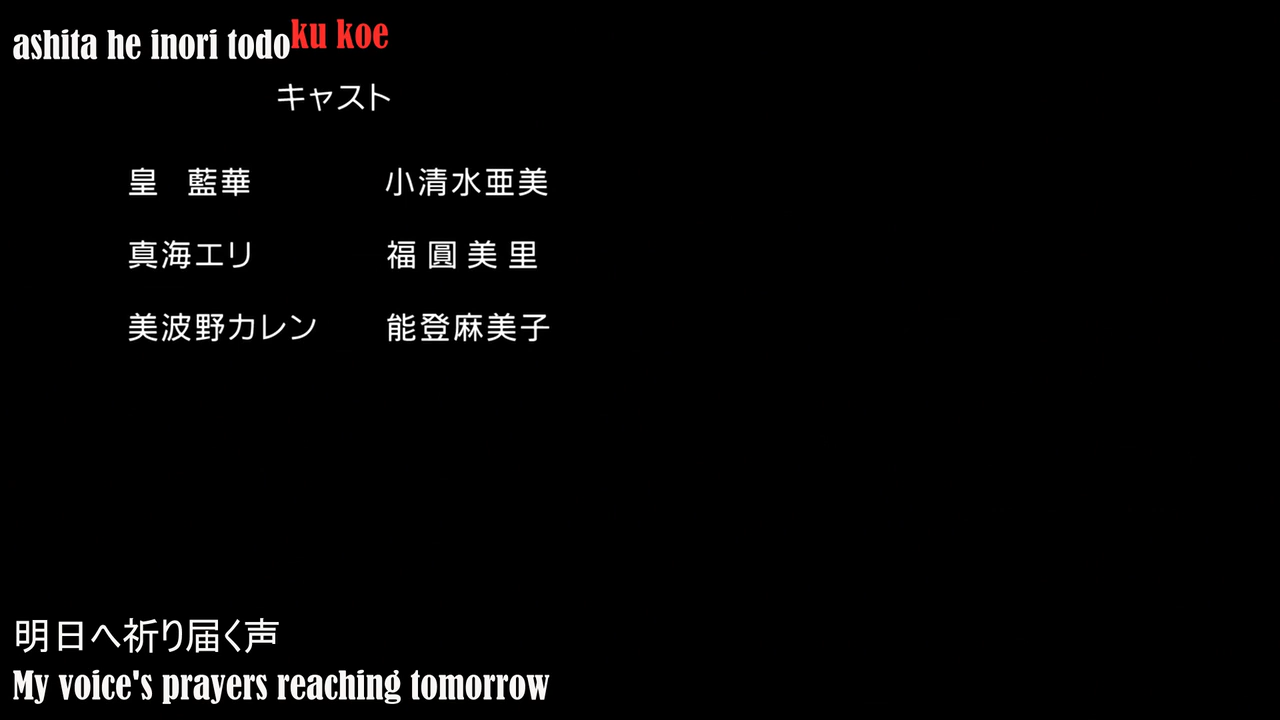 ashita he inori todoku koe
キャスト
皇 藍華 小清水亜美
真海エリ 福圓美里
美波野カレン 能登麻美子
明日へ祈り届く声
My voice's prayers reaching tomorrow